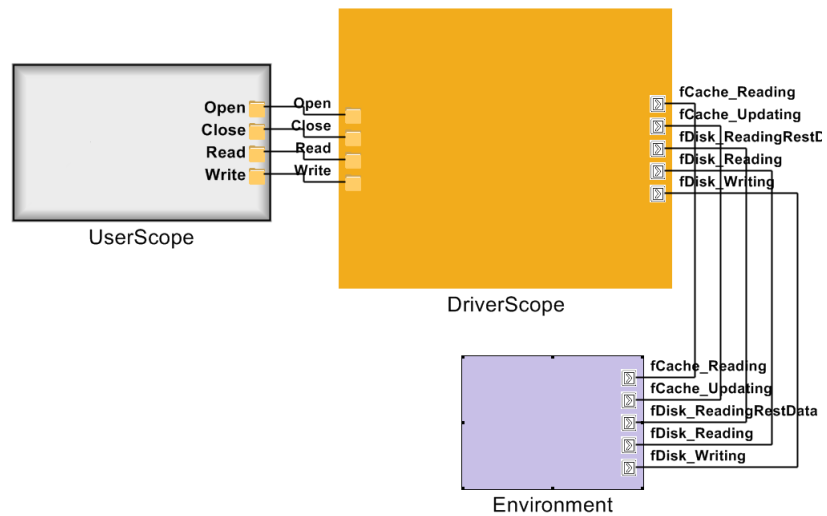 Open
Close
Read
Write
UserScope
Open
Close
Read
Write
fCache_Reading
fCache_Updating
fDisk_ReadingRestD
fDisk_Reading
fDisk_Writing
DriverScope
fCache_Reading
fCache_Updating
fDisk_ReadingRestData
fDisk_Reading
fDisk_Writing
Environment